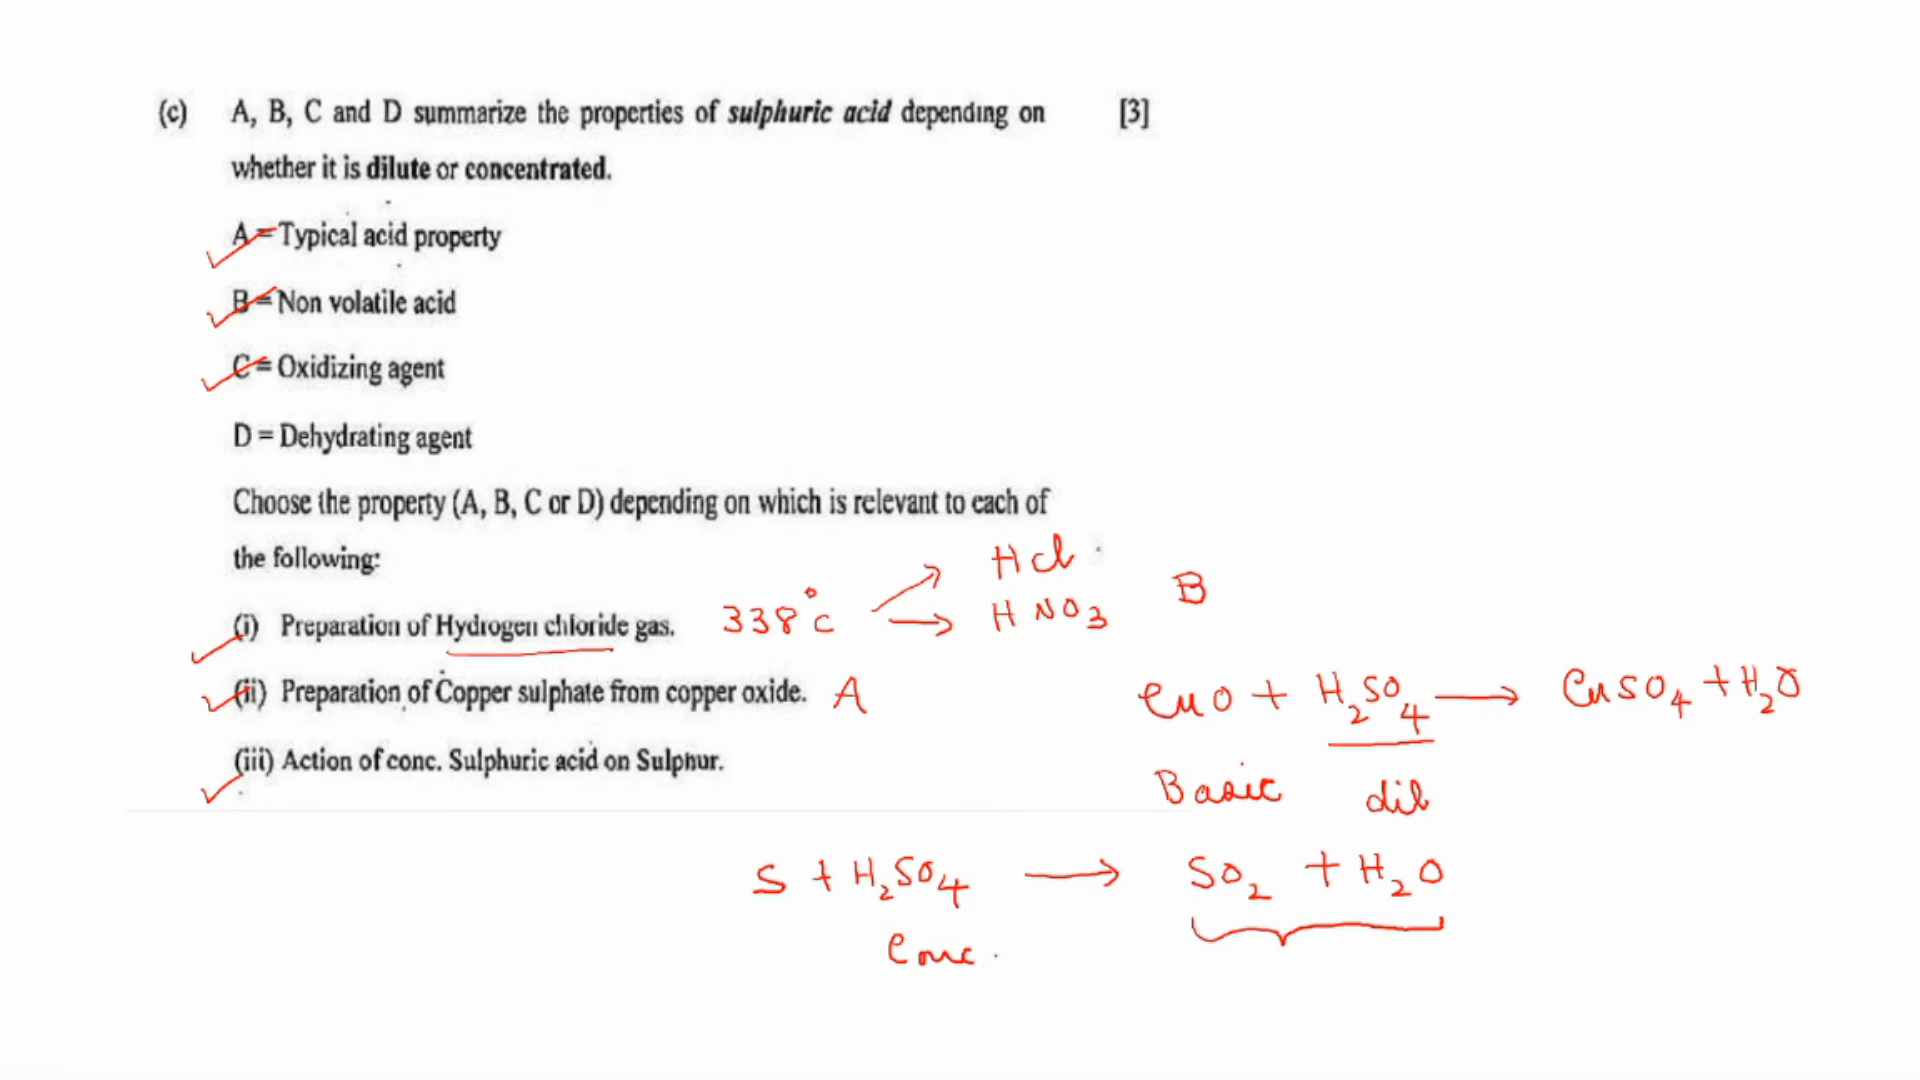 (c) A, B, C and D summarize the properties of sulphuric acid depending on [3]
whether it is dilute or concentrated.
A = Typical acid property
B = Non volatile acid
C = Oxidizing agent
D = Dehydrating agent
Choose the property (A, B, C or D) depending on which is relevant to each of
the following:
HCl
(i) Preparation of Hydrogen chloride gas. 338°C HNO3 B
(ii) Preparation of Copper sulphate from copper oxide. A CuO + H2SO4 → CuSO4 + H2O
(iii) Action of conc. Sulphuric acid on Sulphur.
Basic dil
S + H2SO4 → SO2 + H2O
Conc.